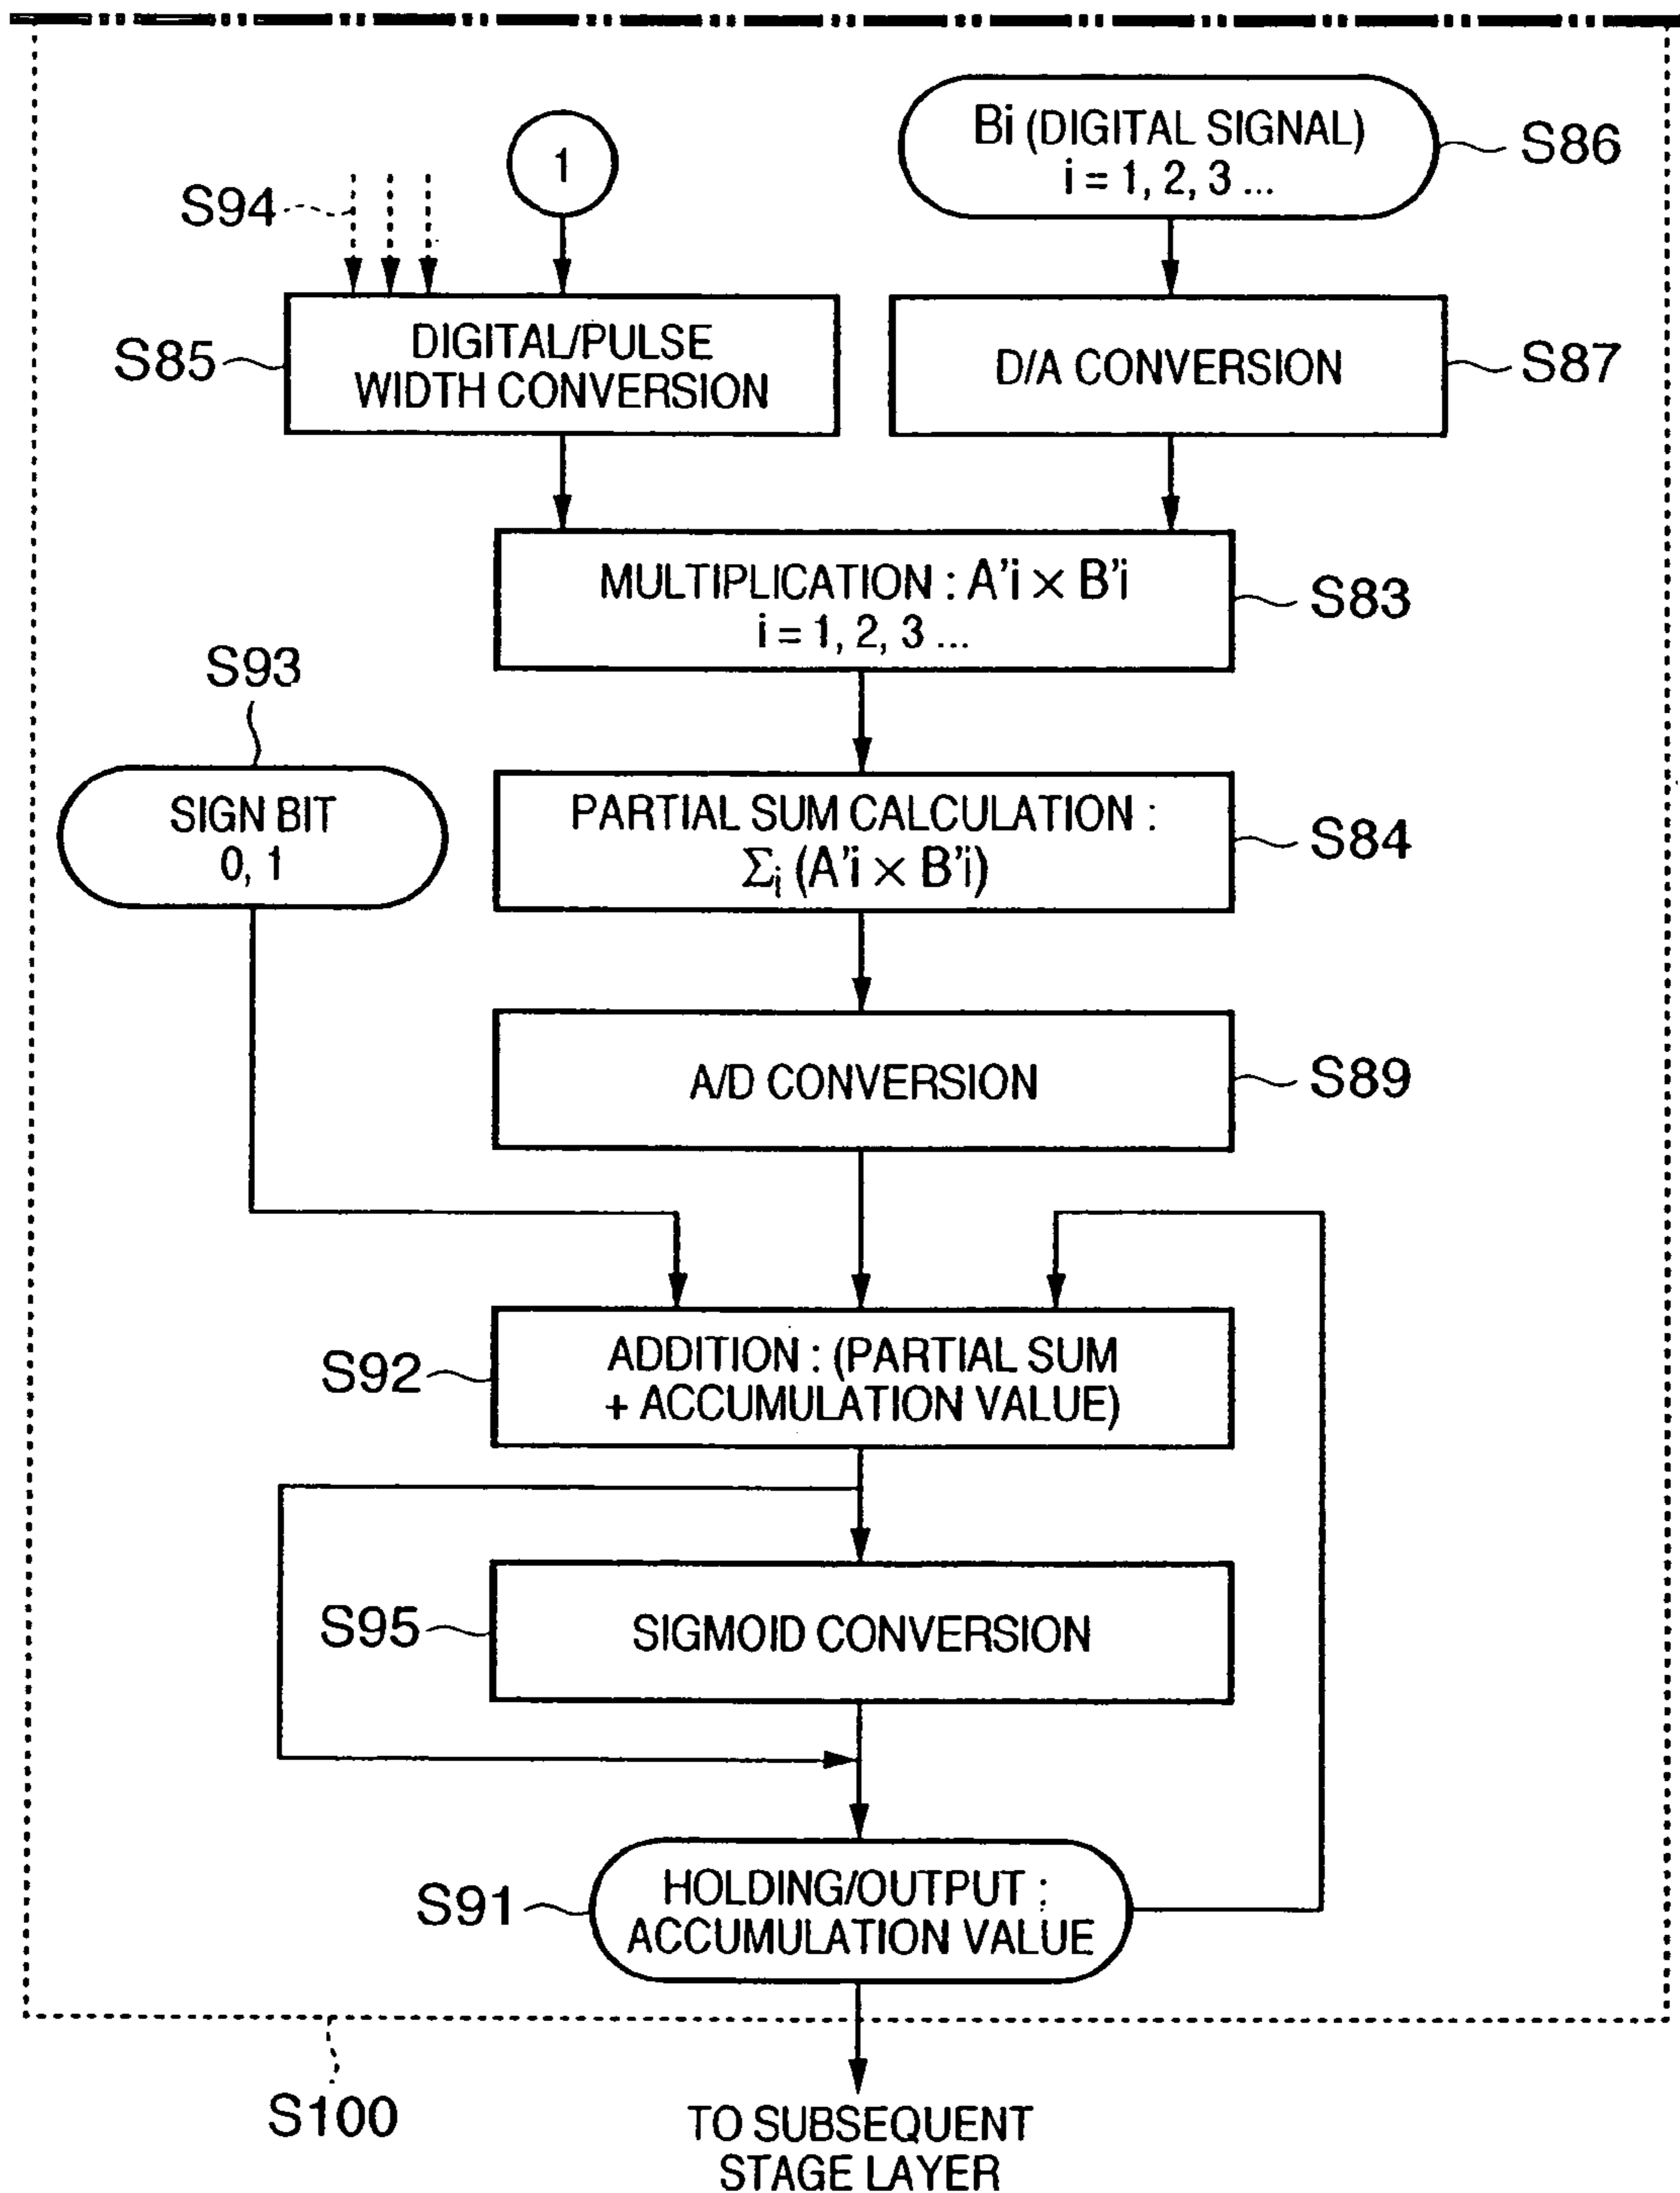 1
Bi (DIGITAL SIGNAL)
i = 1, 2, 3 ...
S86
S94
DIGITAL/PULSE
WIDTH CONVERSION
S85
D/A CONVERSION
S87
MULTIPLICATION : A'i × B'i
i = 1, 2, 3 ...
S83
S93
SIGN BIT
0, 1
PARTIAL SUM CALCULATION :
Σi (A'i × B'i)
S84
A/D CONVERSION
S89
S92
ADDITION : (PARTIAL SUM
+ ACCUMULATION VALUE)
S95
SIGMOID CONVERSION
S91
HOLDING/OUTPUT :
ACCUMULATION VALUE
S100
TO SUBSEQUENT
STAGE LAYER